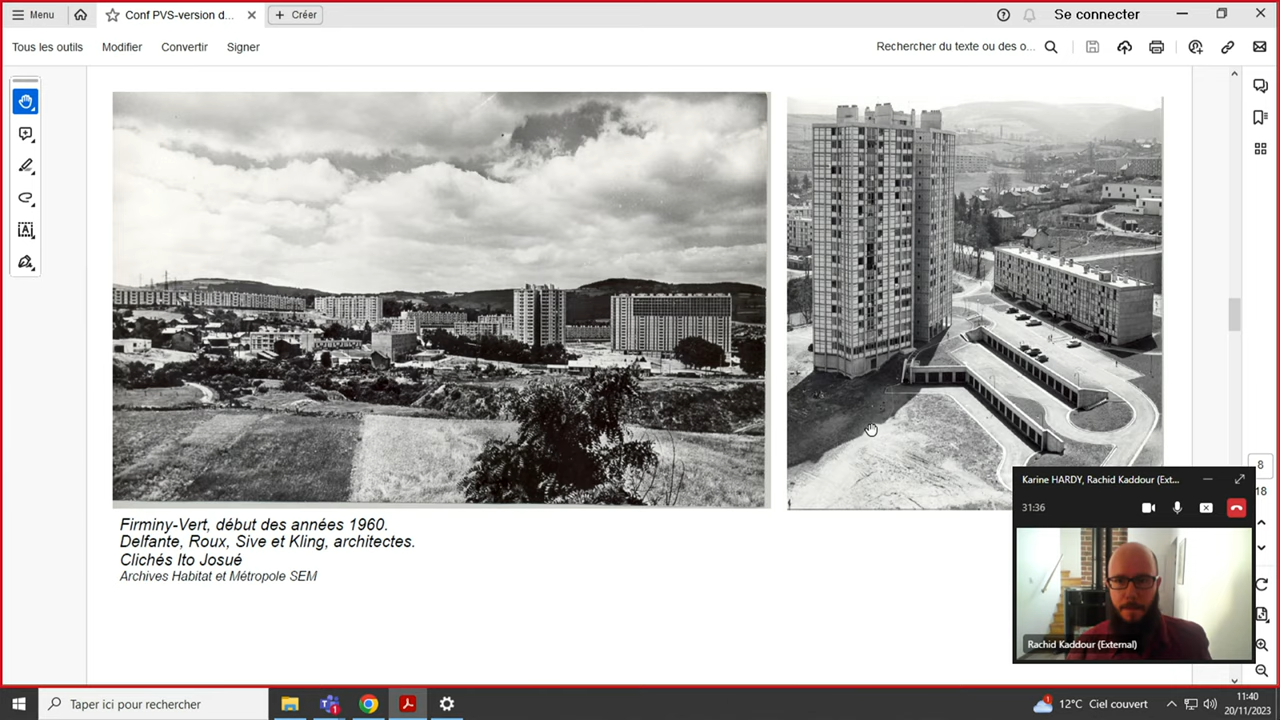 Menu
Conf PVS-version d...
Créer
Se connecter
Tous les outils
Modifier
Convertir
Signer
Rechercher du texte ou des o...
Firminy-Vert, début des années 1960.
Delfante, Roux, Sive et Kling, architectes.
Clichés Ito Josué
Archives Habitat et Métropole SEM
8
18
Karine HARDY, Rachid Kaddour (Ext...
31:36
Rachid Kaddour (External)
Taper ici pour rechercher
12°C Ciel couvert
11:40
20/11/2023